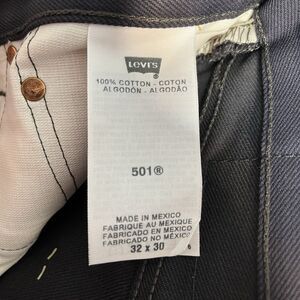 Levi's
100% COTTON - COTON
ALGODÓN - ALGODÃO
501®
MADE IN MEXICO
FABRIQUÉ AU MEXIQUE
FABRICADO EN MEXICO
FABRICADO NO MÉXICO
32 x 30